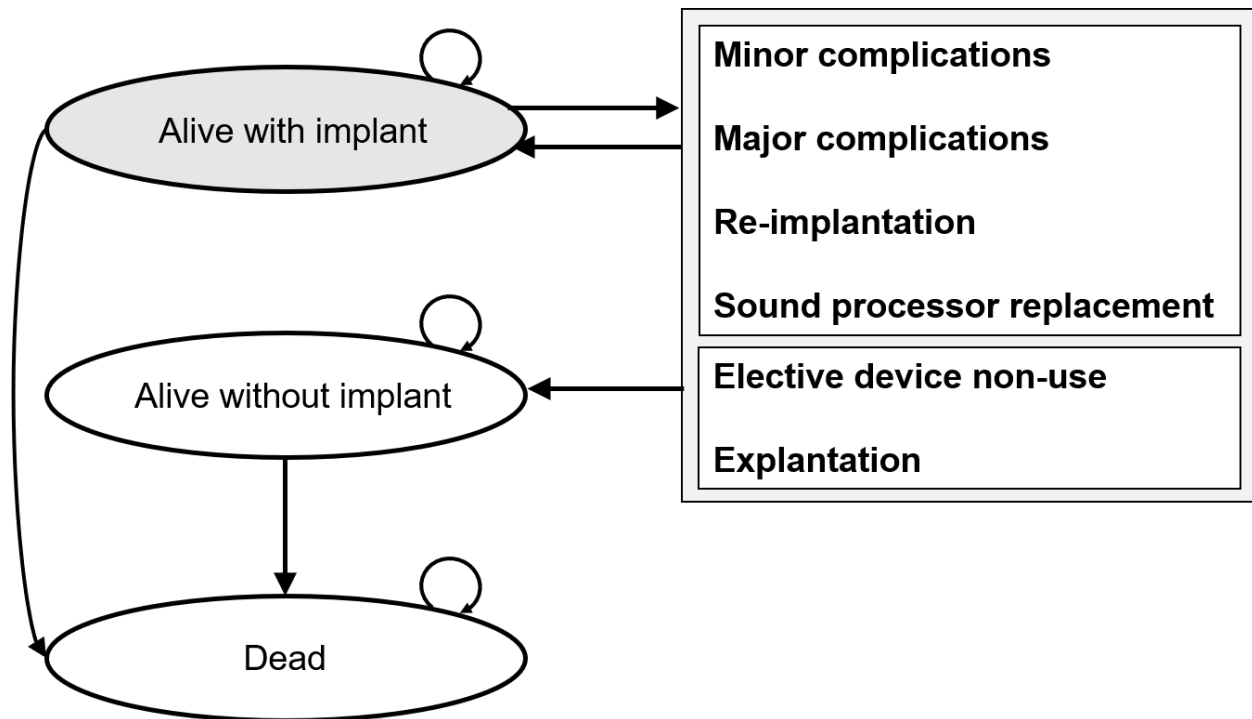 Alive with implant
Minor complications
Major complications
Re-implantation
Sound processor replacement
Alive without implant
Elective device non-use
Explantation
Dead